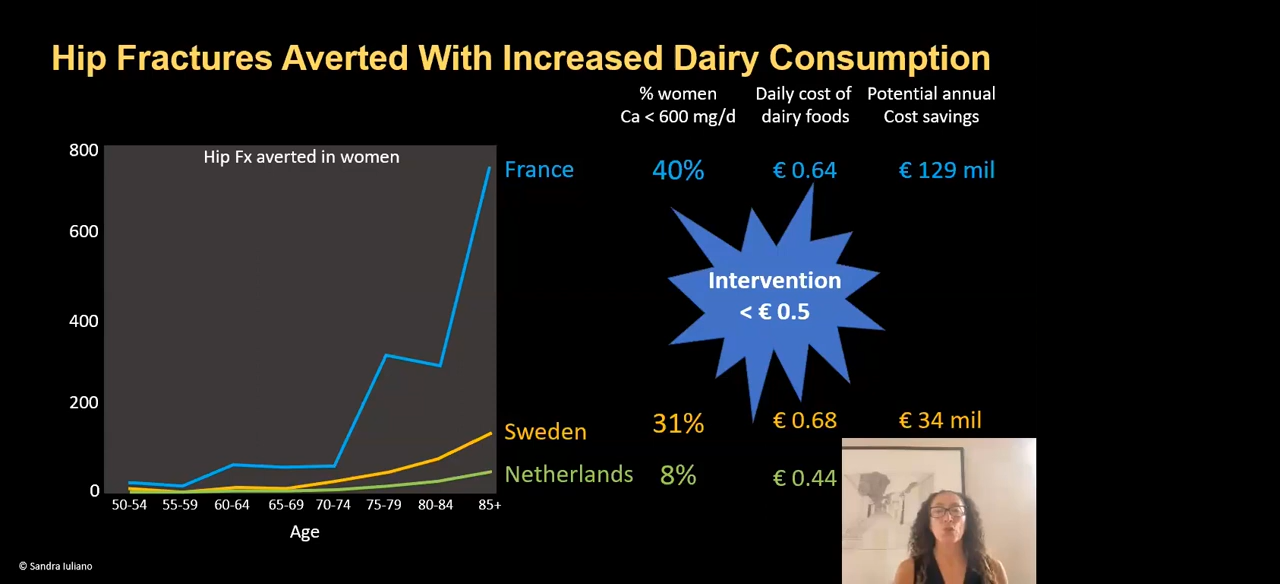 Hip Fractures Averted With Increased Dairy Consumption
% women
Ca < 600 mg/d
Daily cost of
dairy foods
Potential annual
Cost savings
800
600
400
200
0
Hip Fx averted in women
50-54 55-59 60-64 65-69 70-74 75-79 80-84 85+
Age
France 40% € 0.64 € 129 mil
Intervention
< € 0.5
Sweden 31% € 0.68 € 34 mil
Netherlands 8% € 0.44
© Sandra Iuliano